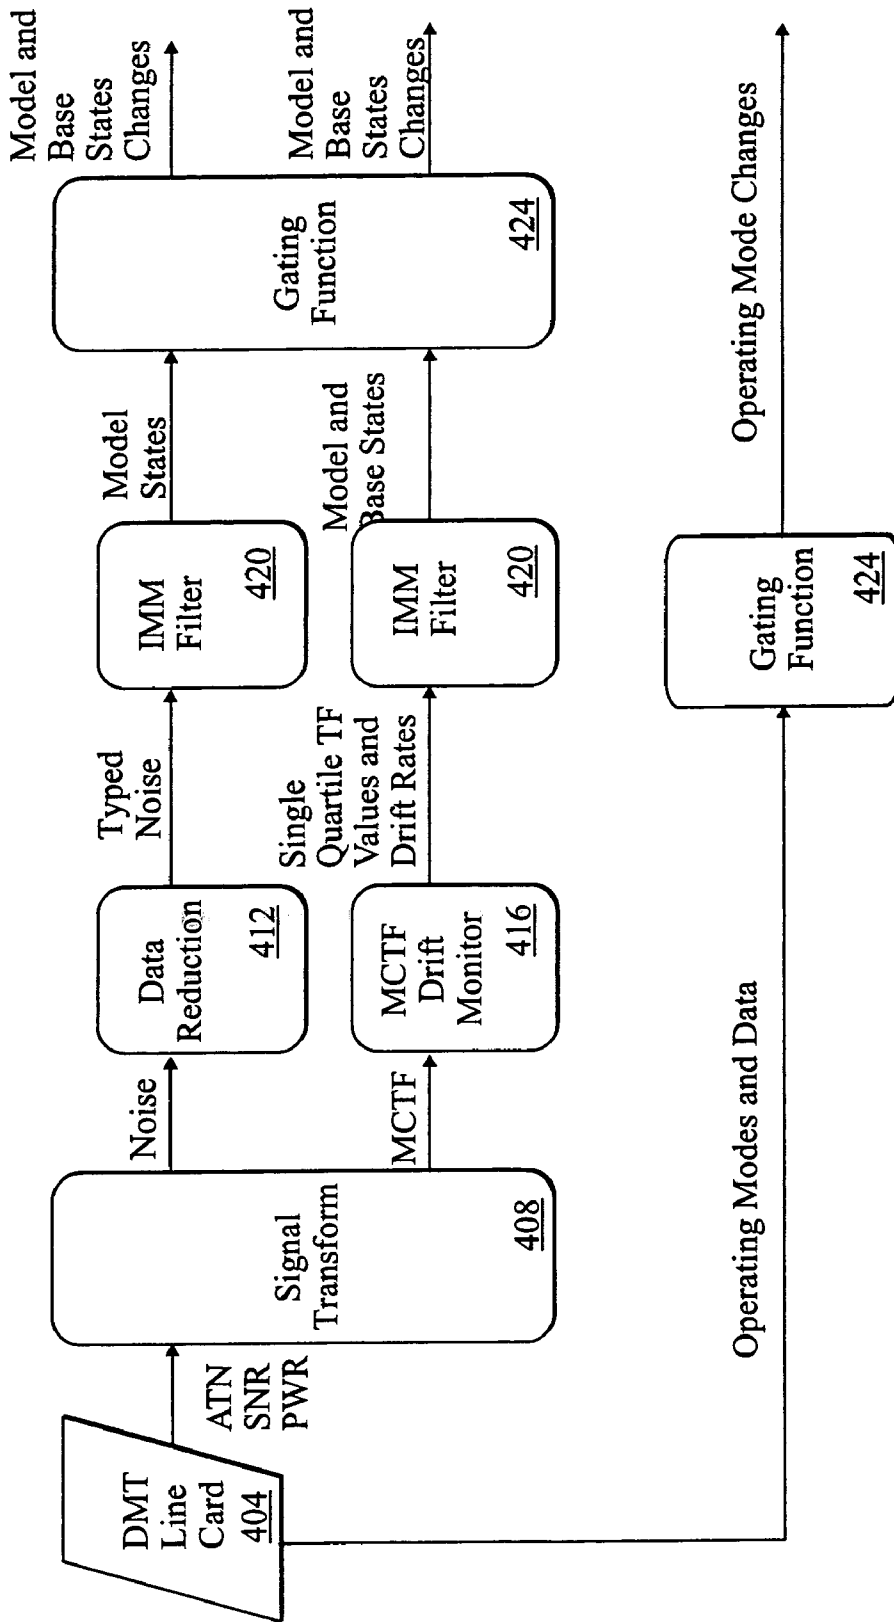 DMT
Line
Card
404
ATN
SNR
PWR
Signal
Transform
408
Noise
MCTF
Data
Reduction
412
MCTF
Drift
Monitor
416
Typed
Noise
Single
Quartile TF
Values and
Drift Rates
IMM
Filter
420
IMM
Filter
420
Model
States
Model and
Base States
Gating
Function
424
Model and
Base
States
Changes
Model and
Base
States
Changes
Operating Modes and Data
Gating
Function
424
Operating Mode Changes